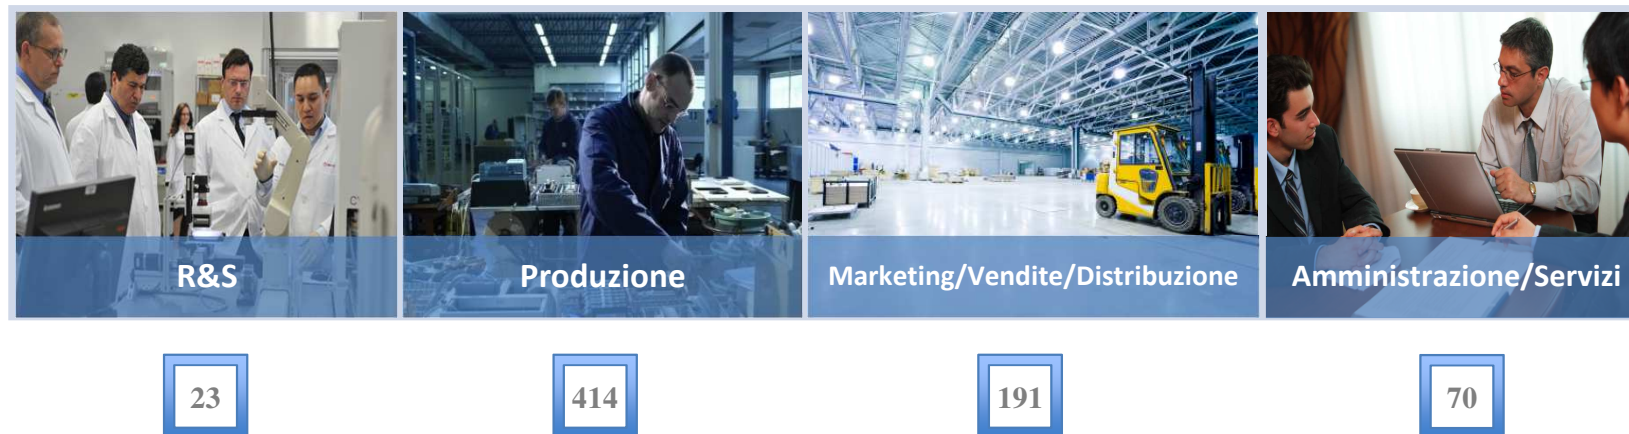 R&S
Produzione
Marketing/Vendite/Distribuzione
Amministrazione/Servizi
23
414
191
70